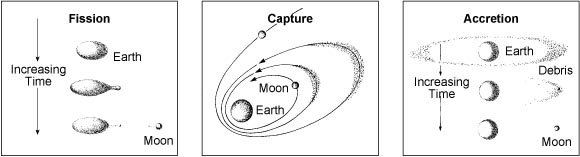 Fission
Earth
Increasing
Time
Moon
Capture
Moon
Earth
Accretion
Earth
Debris
Increasing
Time
Moon